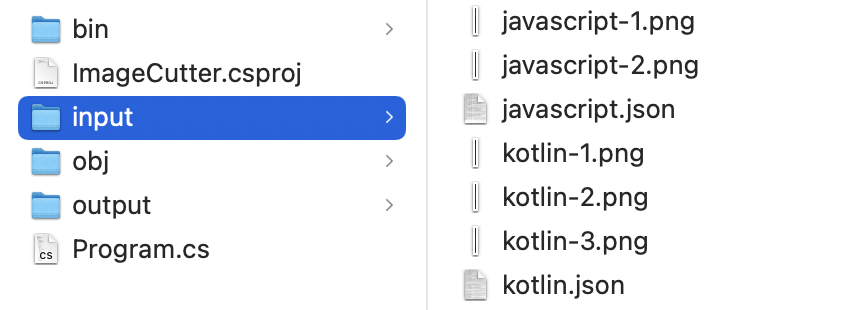 bin
ImageCutter.csproj
input
obj
output
Program.cs
javascript-1.png
javascript-2.png
javascript.json
kotlin-1.png
kotlin-2.png
kotlin-3.png
kotlin.json